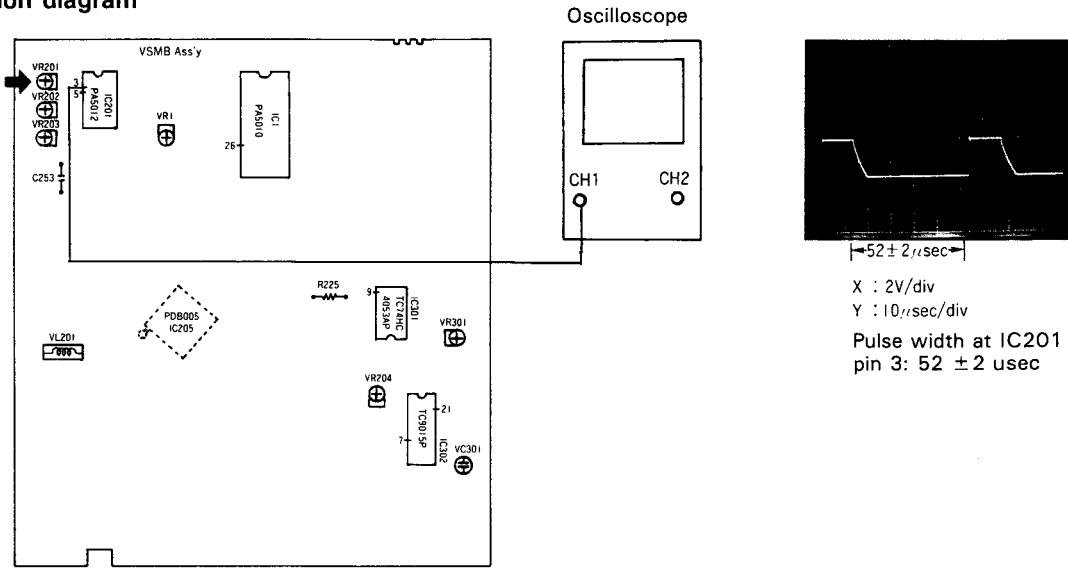 ion diagram
Oscilloscope
VSMB Ass'y
VR201
VR202
VR203
3
5
IC201
PA5012
VR1
IC1
PA5010
26
C253
CH1
CH2
52±2μsec
X : 2V/div
Y : 10μsec/div
Pulse width at IC201
pin 3: 52 ±2 usec
R225
9
TC74HC
4053AP
IC301
VR301
PDB005
IC205
VL201
VR204
21
7
TC9015P
IC302
VC301